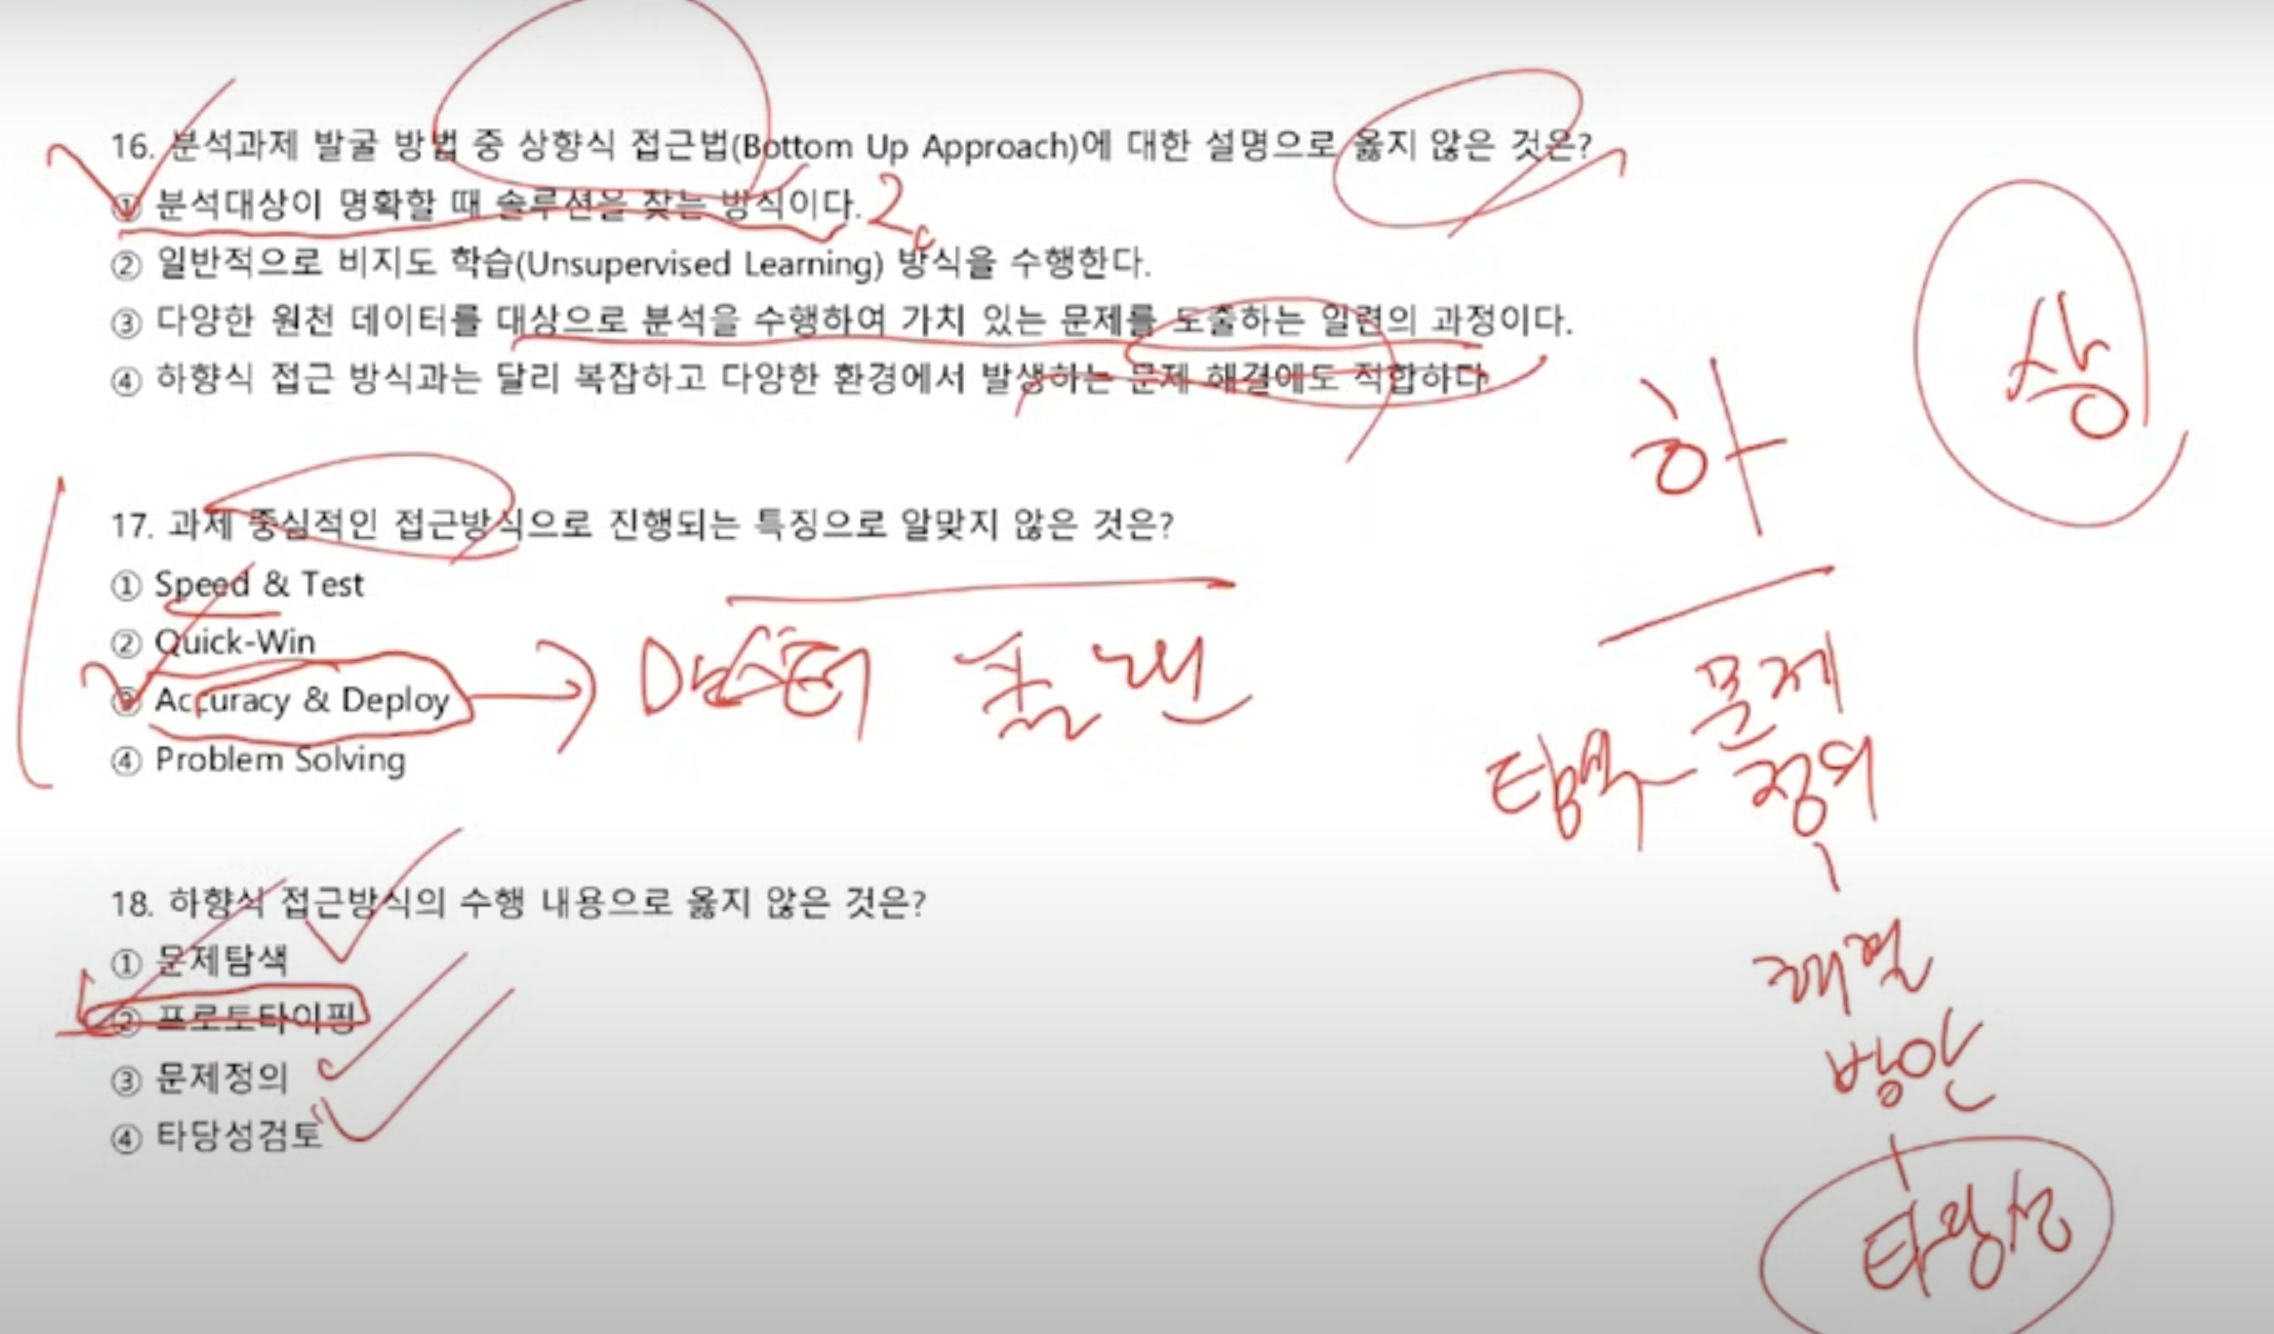 16. 분석과제 발굴 방법 중 상향식 접근법(Bottom Up Approach)에 대한 설명으로 옳지 않은 것은?
① 분석대상이 명확할 때 솔루션을 찾는 방식이다.
② 일반적으로 비지도 학습(Unsupervised Learning) 방식을 수행한다.
③ 다양한 원천 데이터를 대상으로 분석을 수행하여 가치 있는 문제를 도출하는 일련의 과정이다.
④ 하향식 접근 방식과는 달리 복잡하고 다양한 환경에서 발생하는 문제 해결에도 적합하다.
하
상
17. 과제 중심적인 접근방식으로 진행되는 특징으로 알맞지 않은 것은?
① Speed & Test
② Quick-Win
③ Accuracy & Deploy
마스터 플랜
④ Problem Solving
문제
탐색
정의
18. 하향식 접근방식의 수행 내용으로 옳지 않은 것은?
① 문제탐색
해결
② 프로토타이핑
방안
③ 문제정의
④ 타당성검토
타당성